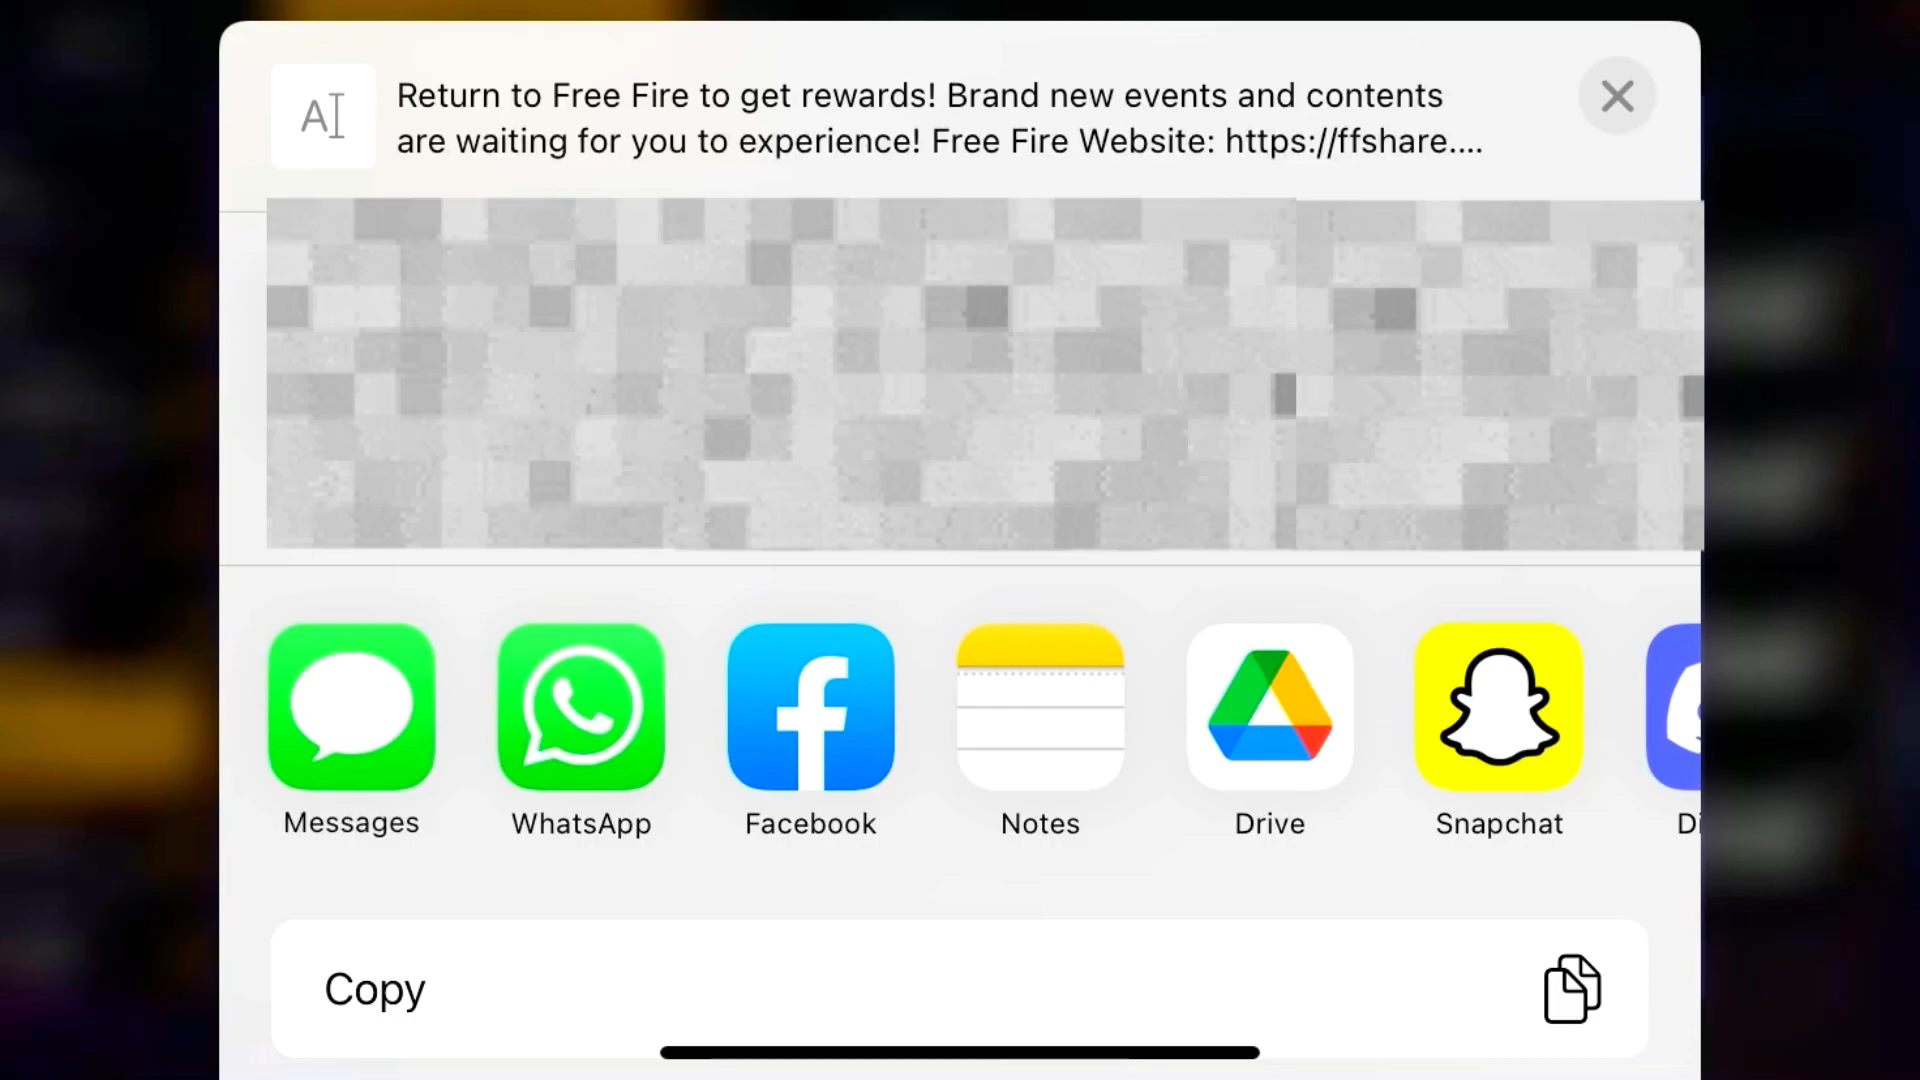 Return to Free Fire to get rewards! Brand new events and contents
are waiting for you to experience! Free Fire Website: https://ffshare....
Messages
WhatsApp
Facebook
Notes
Drive
Snapchat
Di
Copy